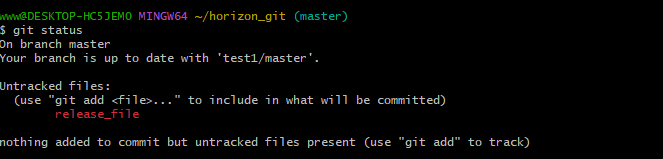 www@DESKTOP-HC5JEMO MINGW64 ~/horizon_git (master)
$ git status
On branch master
Your branch is up to date with 'test1/master'.
Untracked files:
  (use "git add <file>..." to include in what will be committed)
        release_file
nothing added to commit but untracked files present (use "git add" to track)